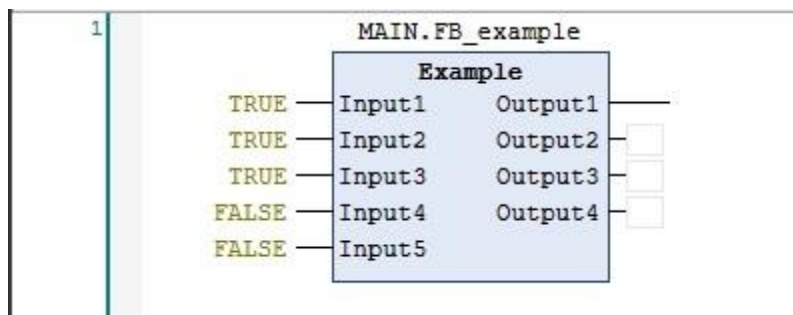 1
MAIN.FB_example
Example
TRUE Input1 Output1
TRUE Input2 Output2
TRUE Input3 Output3
FALSE Input4 Output4
FALSE Input5